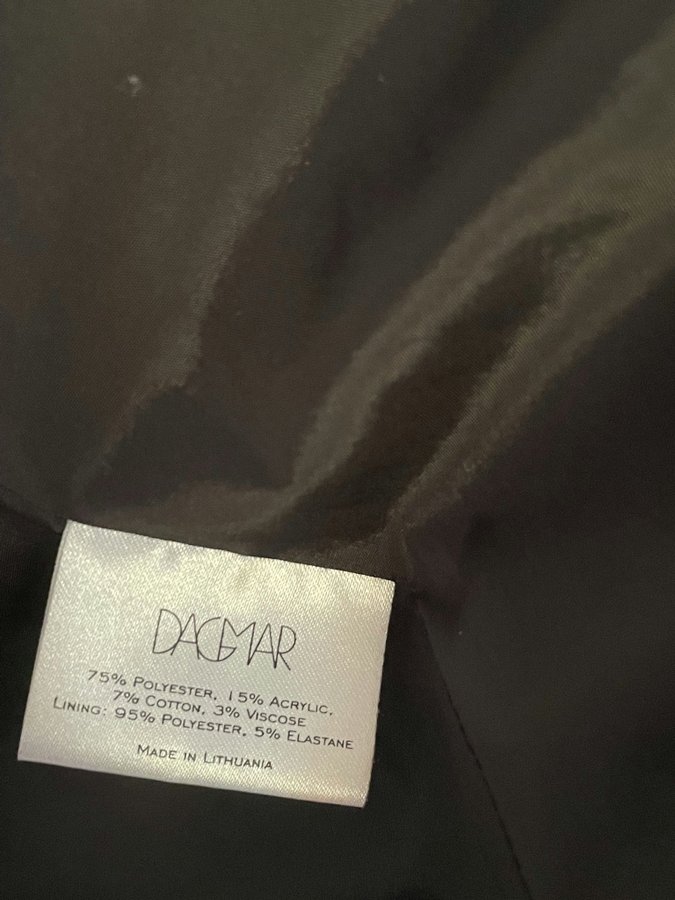 DAGMAR
75% POLYESTER, 15% ACRYLIC,
7% COTTON, 3% VISCOSE
LINING: 95% POLYESTER, 5% ELASTANE
MADE IN LITHUANIA